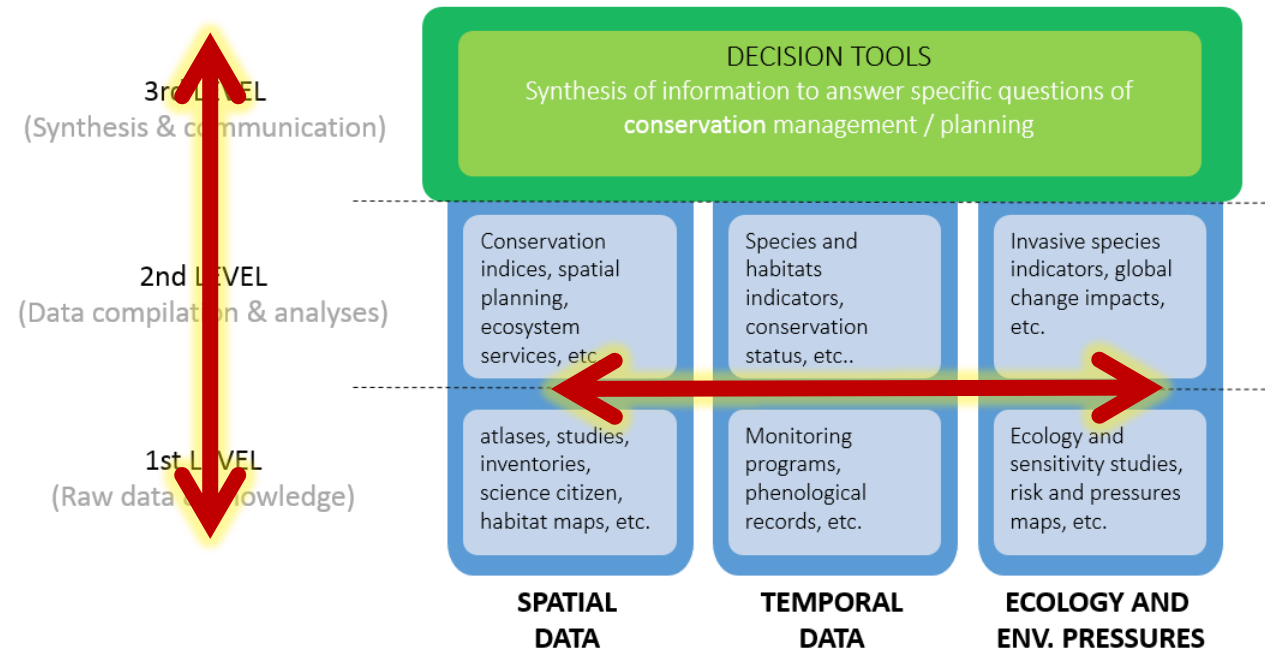 3rd LEVEL
(Synthesis & communication)
DECISION TOOLS
Synthesis of information to answer specific questions of
conservation management / planning
2nd LEVEL
(Data compilation & analyses)
Conservation
indices, spatial
planning,
ecosystem
services, etc
Species and
habitats
indicators,
conservation
status, etc..
Invasive species
indicators, global
change impacts,
etc.
1st LEVEL
(Raw data knowledge)
atlases, studies,
inventories,
science citizen,
habitat maps, etc.
Monitoring
programs,
phenological
records, etc.
Ecology and
sensitivity studies,
risk and pressures
maps, etc.
SPATIAL
DATA
TEMPORAL
DATA
ECOLOGY AND
ENV. PRESSURES